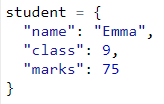 student = {
  "name": "Emma",
  "class": 9,
  "marks": 75
}